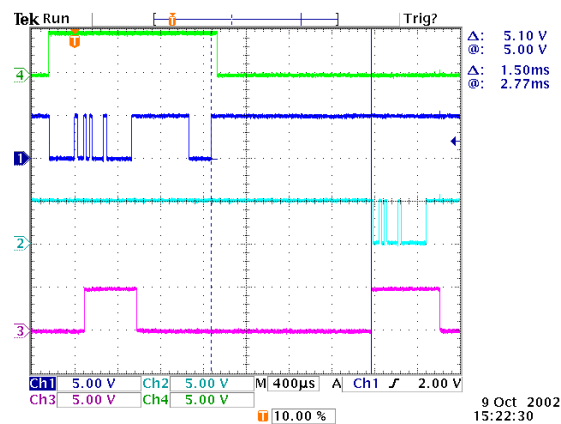 Tek Run Trig?
T
T
Δ: 5.10 V
@: 5.00 V
Δ: 1.50ms
@: 2.77ms
4
1
2
3
Ch1 5.00 V Ch2 5.00 V M 400µs A Ch1 2.00 V
Ch3 5.00 V Ch4 5.00 V
T 10.00 %
9 Oct 2002
15:22:30